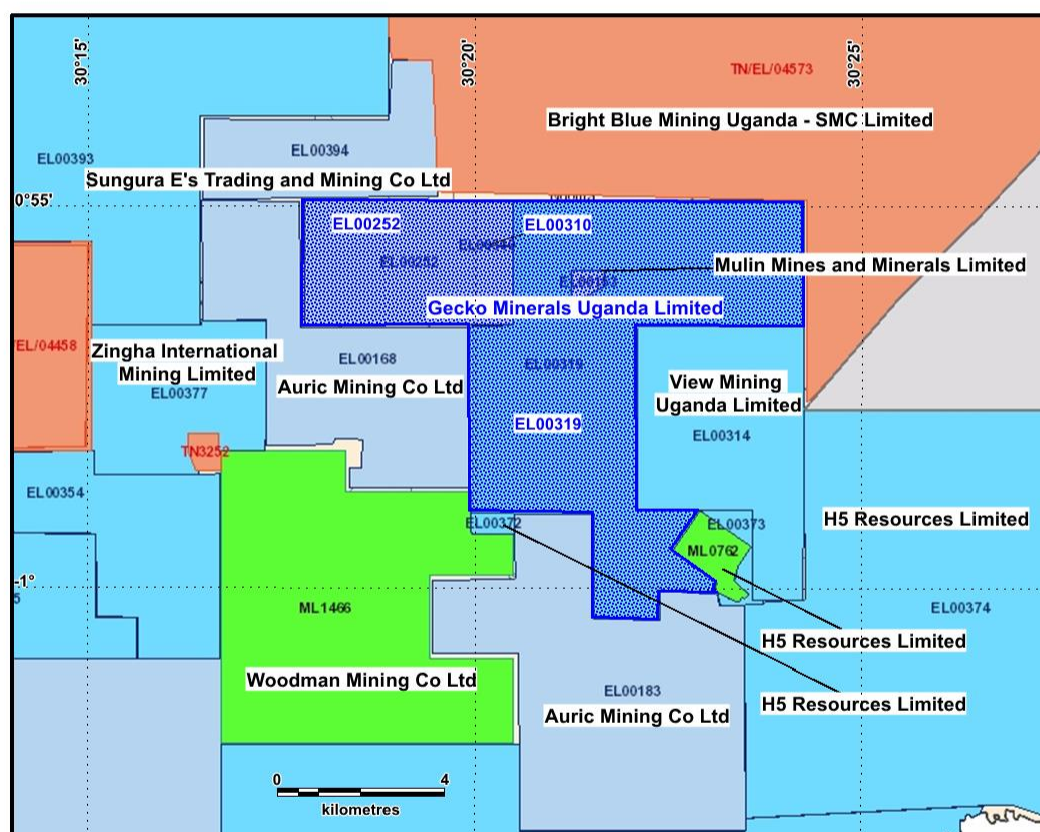 30°15'
30°20'
30°25'
TN/EL/04573
Bright Blue Mining Uganda - SMC Limited
EL00394
EL00393
Sungura E's Trading and Mining Co Ltd
0°55'
EL00252
EL00310
EL00252
Mulin Mines and Minerals Limited
Gecko Minerals Uganda Limited
/EL/04458
Zingha International
Mining Limited
EL00168
EL00319
Auric Mining Co Ltd
View Mining
Uganda Limited
EL00377
EL00319
EL00314
TN3252
EL00354
EL00372
EL00373
H5 Resources Limited
ML0762
-1°
5
ML1466
EL00374
H5 Resources Limited
Woodman Mining Co Ltd
EL00183
H5 Resources Limited
Auric Mining Co Ltd
0 4
kilometres